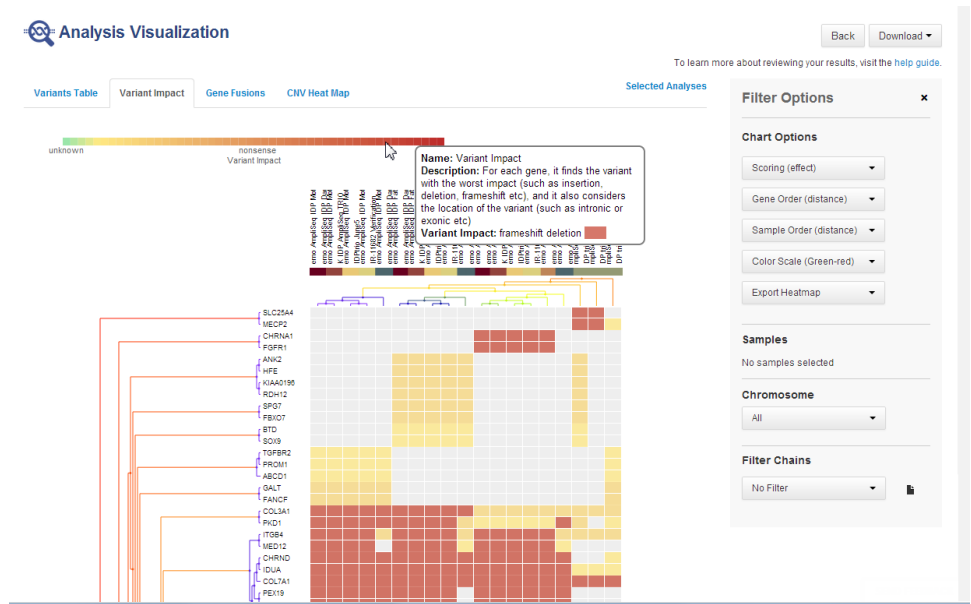 Analysis Visualization
Back
Download
To learn more about reviewing your results, visit the help guide.
Variants Table
Variant Impact
Gene Fusions
CNV Heat Map
Selected Analyses
unknown
nonsense
Variant Impact
Name: Variant Impact
Description: For each gene, it finds the variant
with the worst impact (such as insertion,
deletion, frameshift etc), and it also considers
the location of the variant (such as intronic or
exonic etc)
Variant Impact: frameshift deletion
SLC25A4
MECP2
CHRNA1
FGFR1
ANK2
HFE
KIAA0196
RDH12
SPG7
FBXO7
BTD
SOX9
TGFBR2
PROM1
ABCD1
GALT
FANCF
COL3A1
PKD1
ITGB4
MED12
CHRND
IDUA
COL7A1
PEX19
Filter Options
×
Chart Options
Scoring (effect)
Gene Order (distance)
Sample Order (distance)
Color Scale (Green-red)
Export Heatmap
Samples
No samples selected
Chromosome
All
Filter Chains
No Filter